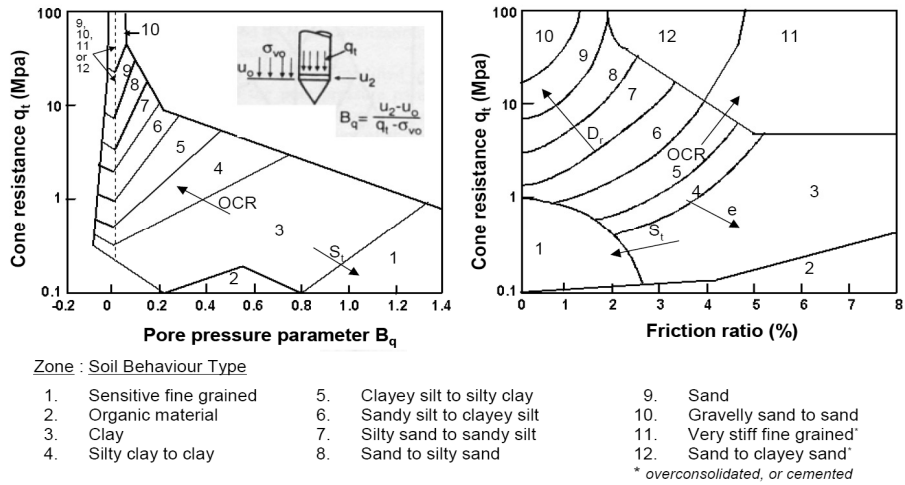 Cone resistance qt (Mpa)
100
10
1
0.1
-0.2 0 0.2 0.4 0.6 0.8 1.0 1.2 1.4
Pore pressure parameter Bq
9,
10,
11
or
12
10
9
8
7
6
5
4
OCR
3
St
1
2
σvo
qt
uo
u2
Bq= u2-uo
qt-σvo
Cone resistance qt (Mpa)
100
10
1
0.1
0 1 2 3 4 5 6 7 8
Friction ratio (%)
10
9
8
7
12
11
Dr
6
OCR
5
4
3
e
St
1
2
Zone : Soil Behaviour Type
1. Sensitive fine grained
2. Organic material
3. Clay
4. Silty clay to clay
5. Clayey silt to silty clay
6. Sandy silt to clayey silt
7. Silty sand to sandy silt
8. Sand to silty sand
9. Sand
10. Gravelly sand to sand
11. Very stiff fine grained*
12. Sand to clayey sand*
* overconsolidated, or cemented